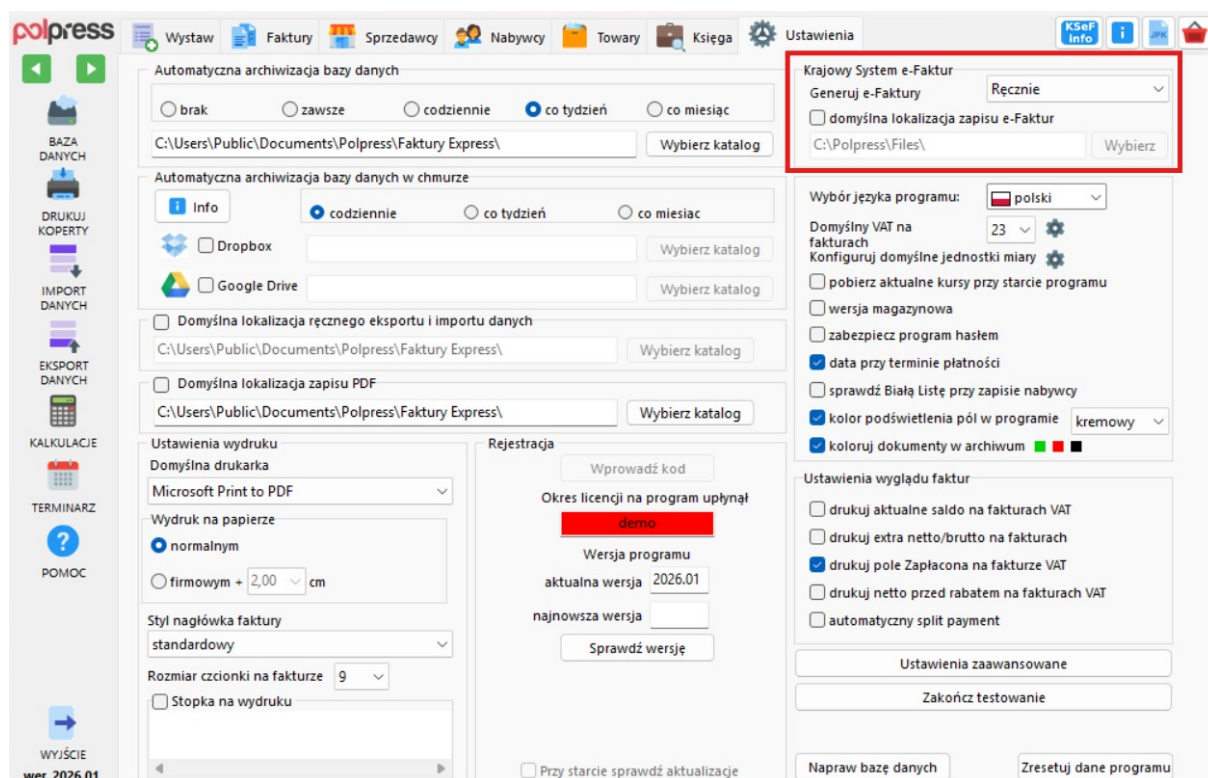 polpress
Wystaw
Faktury
Sprzedawcy
Nabywcy
Towary
Księga
Ustawienia
KSeF
info
i
JPK
BAZA
DANYCH
DRUKUJ
KOPERTY
IMPORT
DANYCH
EKSPORT
DANYCH
KALKULACJE
TERMINARZ
?
POMOC
WYJŚCIE
wer. 2026.01
Automatyczna archiwizacja bazy danych
brak zawsze codziennie co tydzień co miesiąc
C:\Users\Public\Documents\Polpress\Faktury Express\ Wybierz katalog
Automatyczna archiwizacja bazy danych w chmurze
i Info codziennie co tydzień co miesiac
Dropbox Wybierz katalog
Google Drive Wybierz katalog
Domyślna lokalizacja ręcznego eksportu i importu danych
C:\Users\Public\Documents\Polpress\Faktury Express\ Wybierz katalog
Domyślna lokalizacja zapisu PDF
C:\Users\Public\Documents\Polpress\Faktury Express\ Wybierz katalog
Ustawienia wydruku
Domyślna drukarka
Microsoft Print to PDF
Wydruk na papierze
normalnym
firmowym + 2,00 cm
Styl nagłówka faktury
standardowy
Rozmiar czcionki na fakturze 9
Stopka na wydruku
Rejestracja
Wprowadź kod
Okres licencji na program upłynął
demo
Wersja programu
aktualna wersja 2026.01
najnowsza wersja
Sprawdź wersję
Przy starcie sprawdź aktualizacje
Krajowy System e-Faktur
Generuj e-Faktury Ręcznie
domyślna lokalizacja zapisu e-Faktur
C:\Polpress\Files\ Wybierz
Wybór języka programu: polski
Domyślny VAT na
fakturach
23
Konfiguruj domyślne jednostki miary
pobierz aktualne kursy przy starcie programu
wersja magazynowa
zabezpiecz program hasłem
data przy terminie płatności
sprawdź Białą Listę przy zapisie nabywcy
kolor podświetlenia pól w programie kremowy
koloruj dokumenty w archiwum
Ustawienia wyglądu faktur
drukuj aktualne saldo na fakturach VAT
drukuj extra netto/brutto na fakturach
drukuj pole Zapłacona na fakturze VAT
drukuj netto przed rabatem na fakturach VAT
automatyczny split payment
Ustawienia zaawansowane
Zakończ testowanie
Napraw bazę danych Zresetuj dane programu